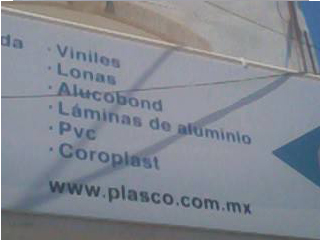 da · Viniles
· Lonas
· Alucobond
· Láminas de aluminio
· Pvc
· Coroplast
www.plasco.com.mx